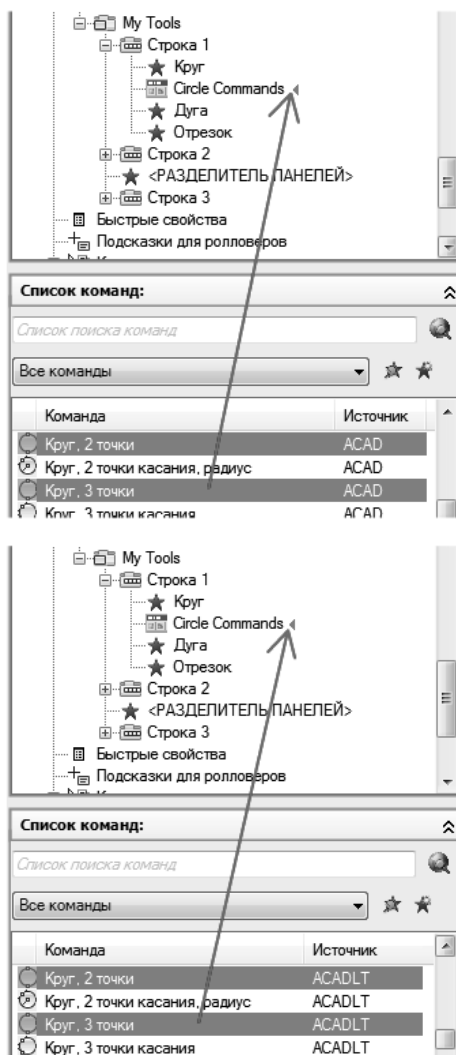 My Tools
Строка 1
Круг
Circle Commands
Дуга
Отрезок
Строка 2
<РАЗДЕЛИТЕЛЬ ПАНЕЛЕЙ>
Строка 3
Быстрые свойства
Подсказки для ролловеров
Список команд:
Список поиска команд
Все команды
Команда Источник
Круг, 2 точки ACAD
Круг, 2 точки касания, радиус ACAD
Круг, 3 точки ACAD
Круг, 3 точки касания ACAD
My Tools
Строка 1
Круг
Circle Commands
Дуга
Отрезок
Строка 2
<РАЗДЕЛИТЕЛЬ ПАНЕЛЕЙ>
Строка 3
Быстрые свойства
Подсказки для ролловеров
Список команд:
Список поиска команд
Все команды
Команда Источник
Круг, 2 точки ACADLT
Круг, 2 точки касания, радиус ACADLT
Круг, 3 точки ACADLT
Круг, 3 точки касания ACADLT